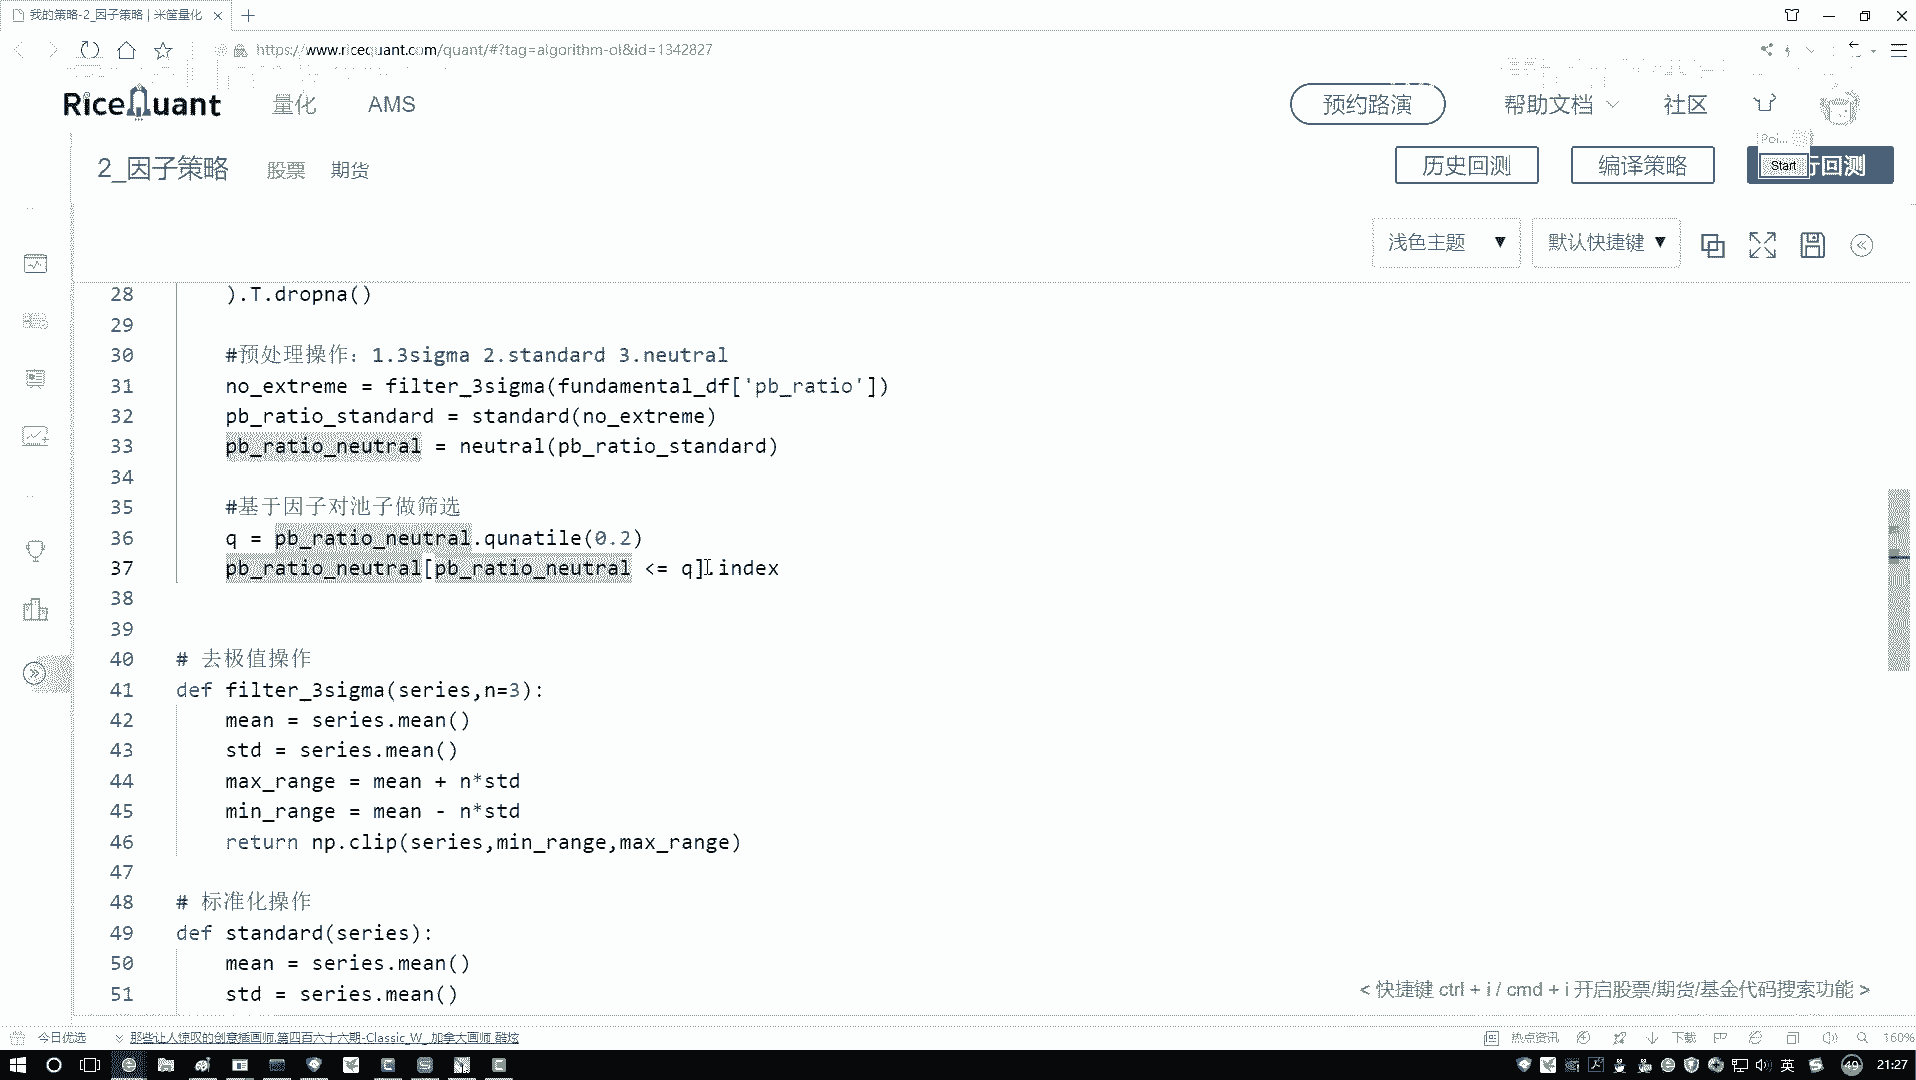 我的策略-2_因子策略 | 米筐量化
https://www.ricequant.com/quant/#?tag=algorithm-ol&id=1342827
RiceQuant 量化 AMS 预约路演 帮助文档 社区
2_因子策略 股票 期货 历史回测 编译策略 行回测
Poi...
Start
浅色主题 ▼ 默认快捷键 ▼
28 ).T.dropna()
29
30 #预处理操作：1.3sigma 2.standard 3.neutral
31 no_extreme = filter_3sigma(fundamental_df['pb_ratio'])
32 pb_ratio_standard = standard(no_extreme)
33 pb_ratio_neutral = neutral(pb_ratio_standard)
34
35 #基于因子对池子做筛选
36 q = pb_ratio_neutral.qunatile(0.2)
37 pb_ratio_neutral[pb_ratio_neutral <= q].index
38
39
40 # 去极值操作
41 def filter_3sigma(series,n=3):
42 mean = series.mean()
43 std = series.mean()
44 max_range = mean + n*std
45 min_range = mean - n*std
46 return np.clip(series,min_range,max_range)
47
48 # 标准化操作
49 def standard(series):
50 mean = series.mean()
51 std = series.mean()
< 快捷键 ctrl + i / cmd + i 开启股票/期货/基金代码搜索功能 >
今日优选 那些让人惊叹的创意插画师.第四百六十六期-Classic_W_.加拿大画师 酷炫 热点资讯 下载 160%
英 49 21:27